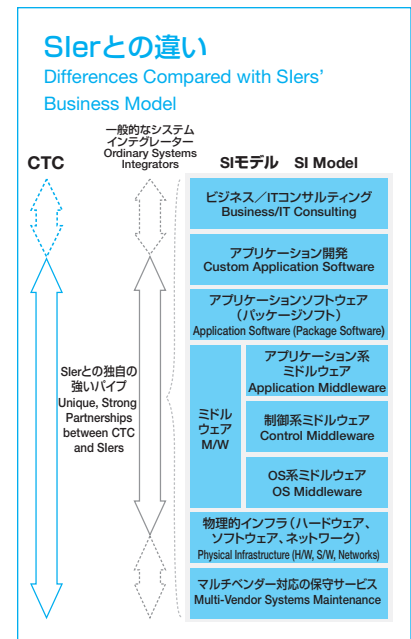 SIerとの違い
Differences Compared with SIers'
Business Model
CTC
一般的なシステム
インテグレーター
Ordinary Systems
Integrators
SIモデル SI Model
ビジネス／ITコンサルティング
Business/IT Consulting
アプリケーション開発
Custom Application Software
アプリケーションソフトウェア
（パッケージソフト）
Application Software (Package Software)
SIerとの独自の
強いパイプ
Unique, Strong
Partnerships
between CTC
and SIers
ミドル
ウェア
M/W
アプリケーション系
ミドルウェア
Application Middleware
制御系ミドルウェア
Control Middleware
OS系ミドルウェア
OS Middleware
物理的インフラ（ハードウェア、
ソフトウェア、ネットワーク）
Physical Infrastructure (H/W, S/W, Networks)
マルチベンダー対応の保守サービス
Multi-Vendor Systems Maintenance